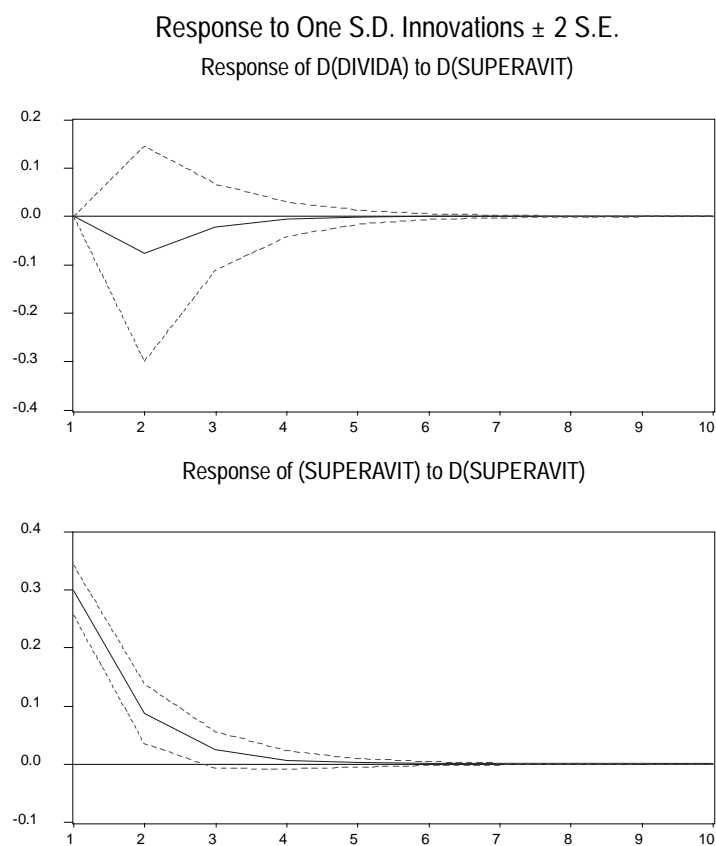 Response to One S.D. Innovations ± 2 S.E.
Response of D(DIVIDA) to D(SUPERAVIT)
0.2
0.1
0.0
-0.1
-0.2
-0.3
-0.4
1 2 3 4 5 6 7 8 9 10
Response of (SUPERAVIT) to D(SUPERAVIT)
0.4
0.3
0.2
0.1
0.0
-0.1
1 2 3 4 5 6 7 8 9 10